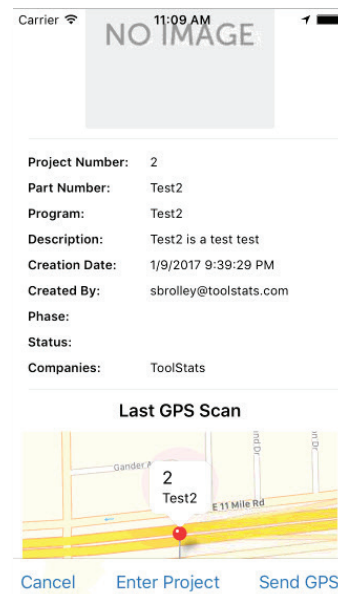 Carrier 11:09 AM
NO IMAGE
Project Number: 2
Part Number: Test2
Program: Test2
Description: Test2 is a test test
Creation Date: 1/9/2017 9:39:29 PM
Created By: sbrolley@toolstats.com
Phase:
Status:
Companies: ToolStats
Last GPS Scan
Gander
2
Test2
E 11 Mile Rd
Cancel Enter Project Send GPS